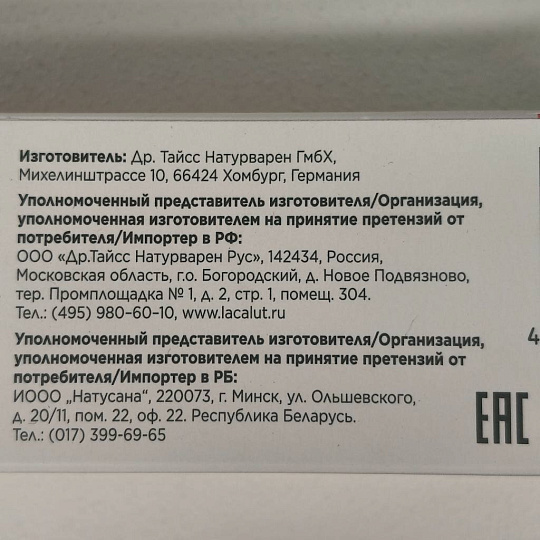 Изготовитель: Др. Тайсс Натурварен ГмбХ,
Михелинштрассе 10, 66424 Хомбург, Германия
Уполномоченный представитель изготовителя/Организация,
уполномоченная изготовителем на принятие претензий от
потребителя/Импортер в РФ:
ООО «Др.Тайсс Натурварен Рус», 142434, Россия,
Московская область, г.о. Богородский, д. Новое Подвязново,
тер. Промплощадка № 1, д. 2, стр. 1, помещ. 304.
Тел.: (495) 980-60-10, www.lacalut.ru
Уполномоченный представитель изготовителя/Организация,
уполномоченная изготовителем на принятие претензий от
потребителя/Импортер в РБ:
ИООО „Натусана“, 220073, г. Минск, ул. Ольшевского,
д. 20/11, пом. 22, оф. 22. Республика Беларусь.
Тел.: (017) 399-69-65
4
EAC